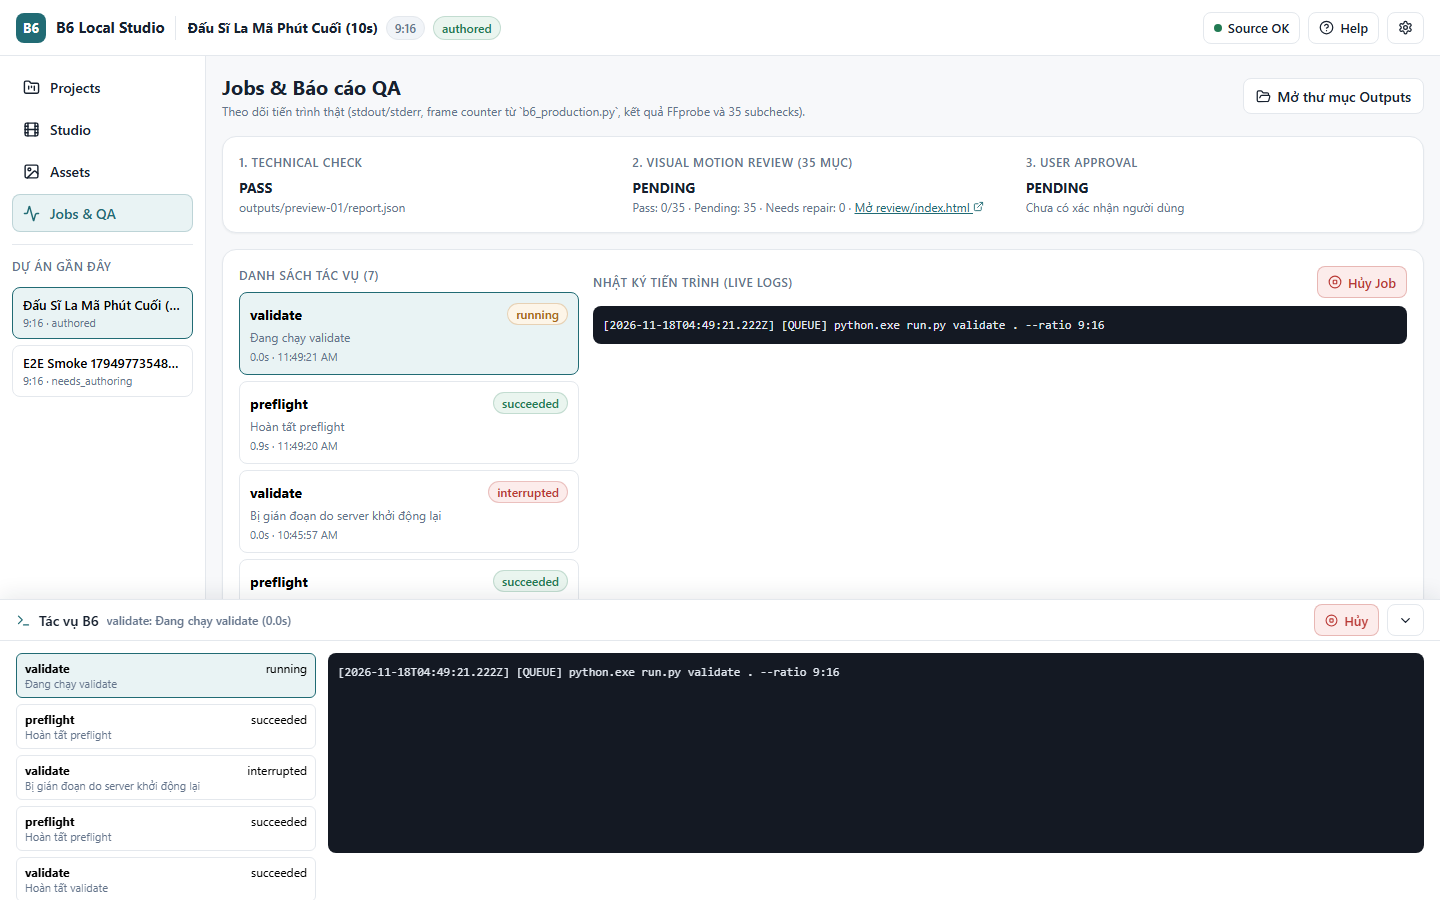 B6
B6 Local Studio
Đấu Sĩ La Mã Phút Cuối (10s)
9:16
authored
Source OK
Help
Projects
Studio
Assets
Jobs & QA
DỰ ÁN GẦN ĐÂY
Đấu Sĩ La Mã Phút Cuối (...
9:16 · authored
E2E Smoke 17949773548...
9:16 · needs_authoring
Jobs & Báo cáo QA
Theo dõi tiến trình thật (stdout/stderr, frame counter từ `b6_production.py`, kết quả FFprobe và 35 subchecks).
Mở thư mục Outputs
1. TECHNICAL CHECK
PASS
outputs/preview-01/report.json
2. VISUAL MOTION REVIEW (35 MỤC)
PENDING
Pass: 0/35 · Pending: 35 · Needs repair: 0 · Mở review/index.html
3. USER APPROVAL
PENDING
Chưa có xác nhận người dùng
DANH SÁCH TÁC VỤ (7)
validate
running
Đang chạy validate
0.0s · 11:49:21 AM
preflight
succeeded
Hoàn tất preflight
0.9s · 11:49:20 AM
validate
interrupted
Bị gián đoạn do server khởi động lại
0.0s · 10:45:57 AM
preflight
succeeded
NHẬT KÝ TIẾN TRÌNH (LIVE LOGS)
Hủy Job
[2026-11-18T04:49:21.222Z] [QUEUE] python.exe run.py validate . --ratio 9:16
Tác vụ B6
validate: Đang chạy validate (0.0s)
Hủy
validate
running
Đang chạy validate
preflight
succeeded
Hoàn tất preflight
validate
interrupted
Bị gián đoạn do server khởi động lại
preflight
succeeded
Hoàn tất preflight
validate
succeeded
Hoàn tất validate
[2026-11-18T04:49:21.222Z] [QUEUE] python.exe run.py validate . --ratio 9:16